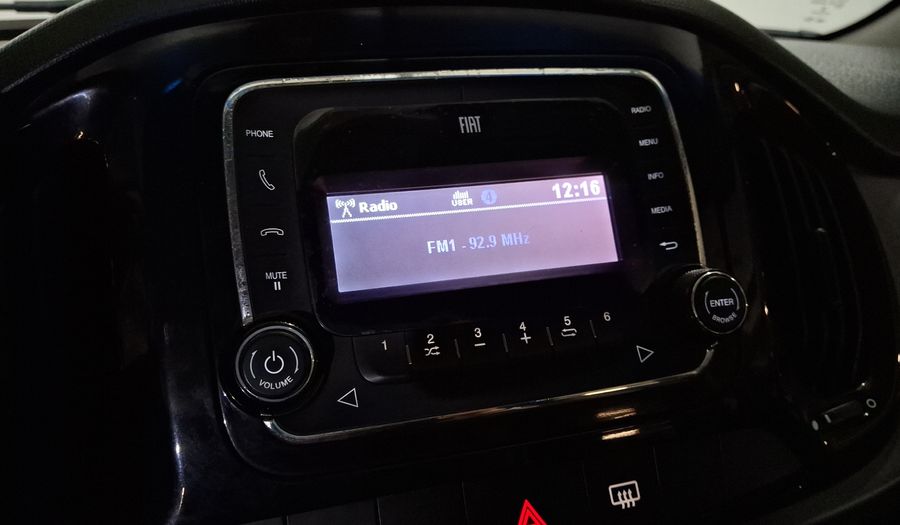 FIAT
PHONE
MUTE
VOLUME
Radio USER 4 12:16
FM1 - 92.9 MHz
RADIO
MENU
INFO
MEDIA
ENTER
BROWSE
1 2 3 4 5 6